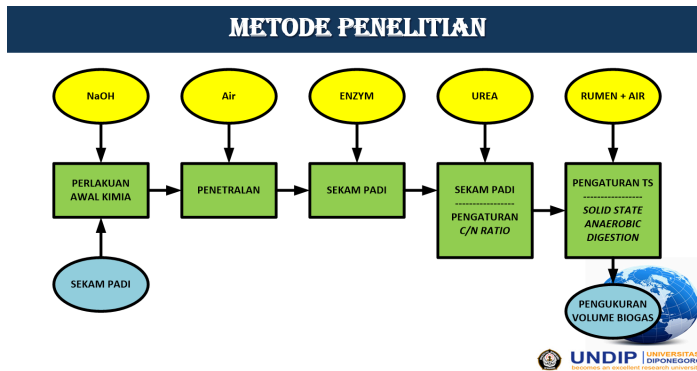 METODE PENELITIAN
NaOH
Air
ENZYM
UREA
RUMEN + AIR
PERLAKUAN
AWAL KIMIA
PENETRALAN
SEKAM PADI
SEKAM PADI
-----------------
PENGATURAN
C/N RATIO
PENGATURAN TS
-----------------
SOLID STATE
ANAEROBIC
DIGESTION
SEKAM PADI
PENGUKURAN
VOLUME BIOGAS
UNDIP
UNIVERSITAS
DIPONEGORO
becomes an excellent research university